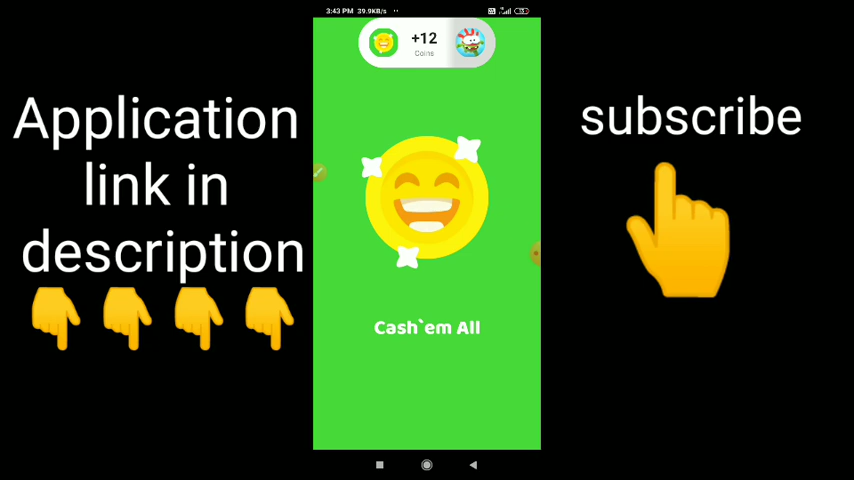 3:43 PM 39.9KB/s
+12
Coins
Application
link in
description
subscribe
Cash`em All